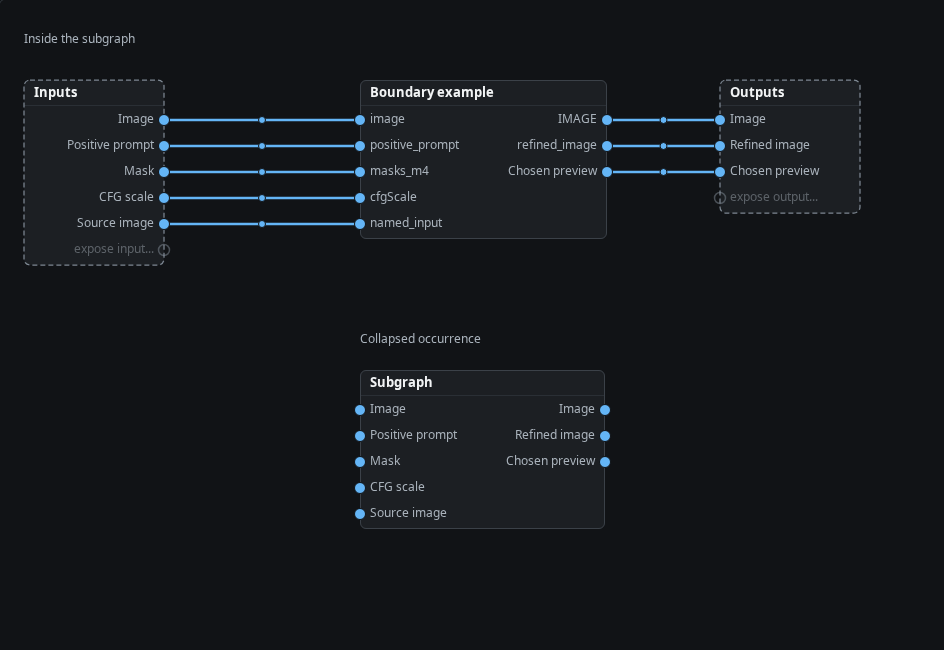 Inside the subgraph
Inputs
Image
Positive prompt
Mask
CFG scale
Source image
expose input...
Boundary example
image IMAGE
positive_prompt refined_image
masks_m4 Chosen preview
cfgScale
named_input
Outputs
Image
Refined image
Chosen preview
expose output...
Collapsed occurrence
Subgraph
Image Image
Positive prompt Refined image
Mask Chosen preview
CFG scale
Source image